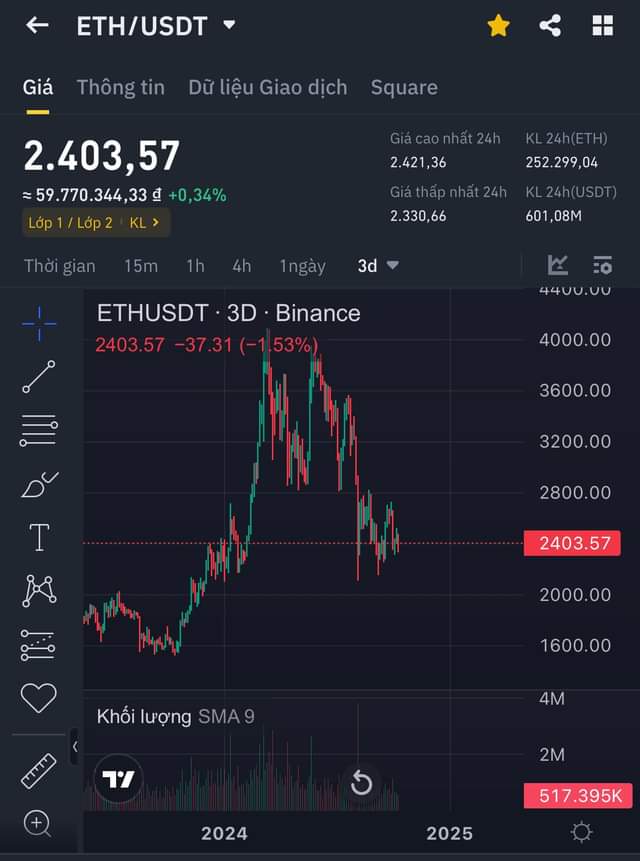 ETH/USDT
Giá Thông tin Dữ liệu Giao dịch Square
2.403,57
≈ 59.770.344,33 ₫ +0,34%
Lớp 1 / Lớp 2 KL >
Giá cao nhất 24h
2.421,36
KL 24h(ETH)
252.299,04
Giá thấp nhất 24h
2.330,66
KL 24h(USDT)
601,08M
Thời gian 15m 1h 4h 1ngày 3d
ETHUSDT · 3D · Binance
2403.57 −37.31 (−1.53%)
4400.00
4000.00
3600.00
3200.00
2800.00
2403.57
2000.00
1600.00
Khối lượng SMA 9
4M
2M
517.395K
2024 2025